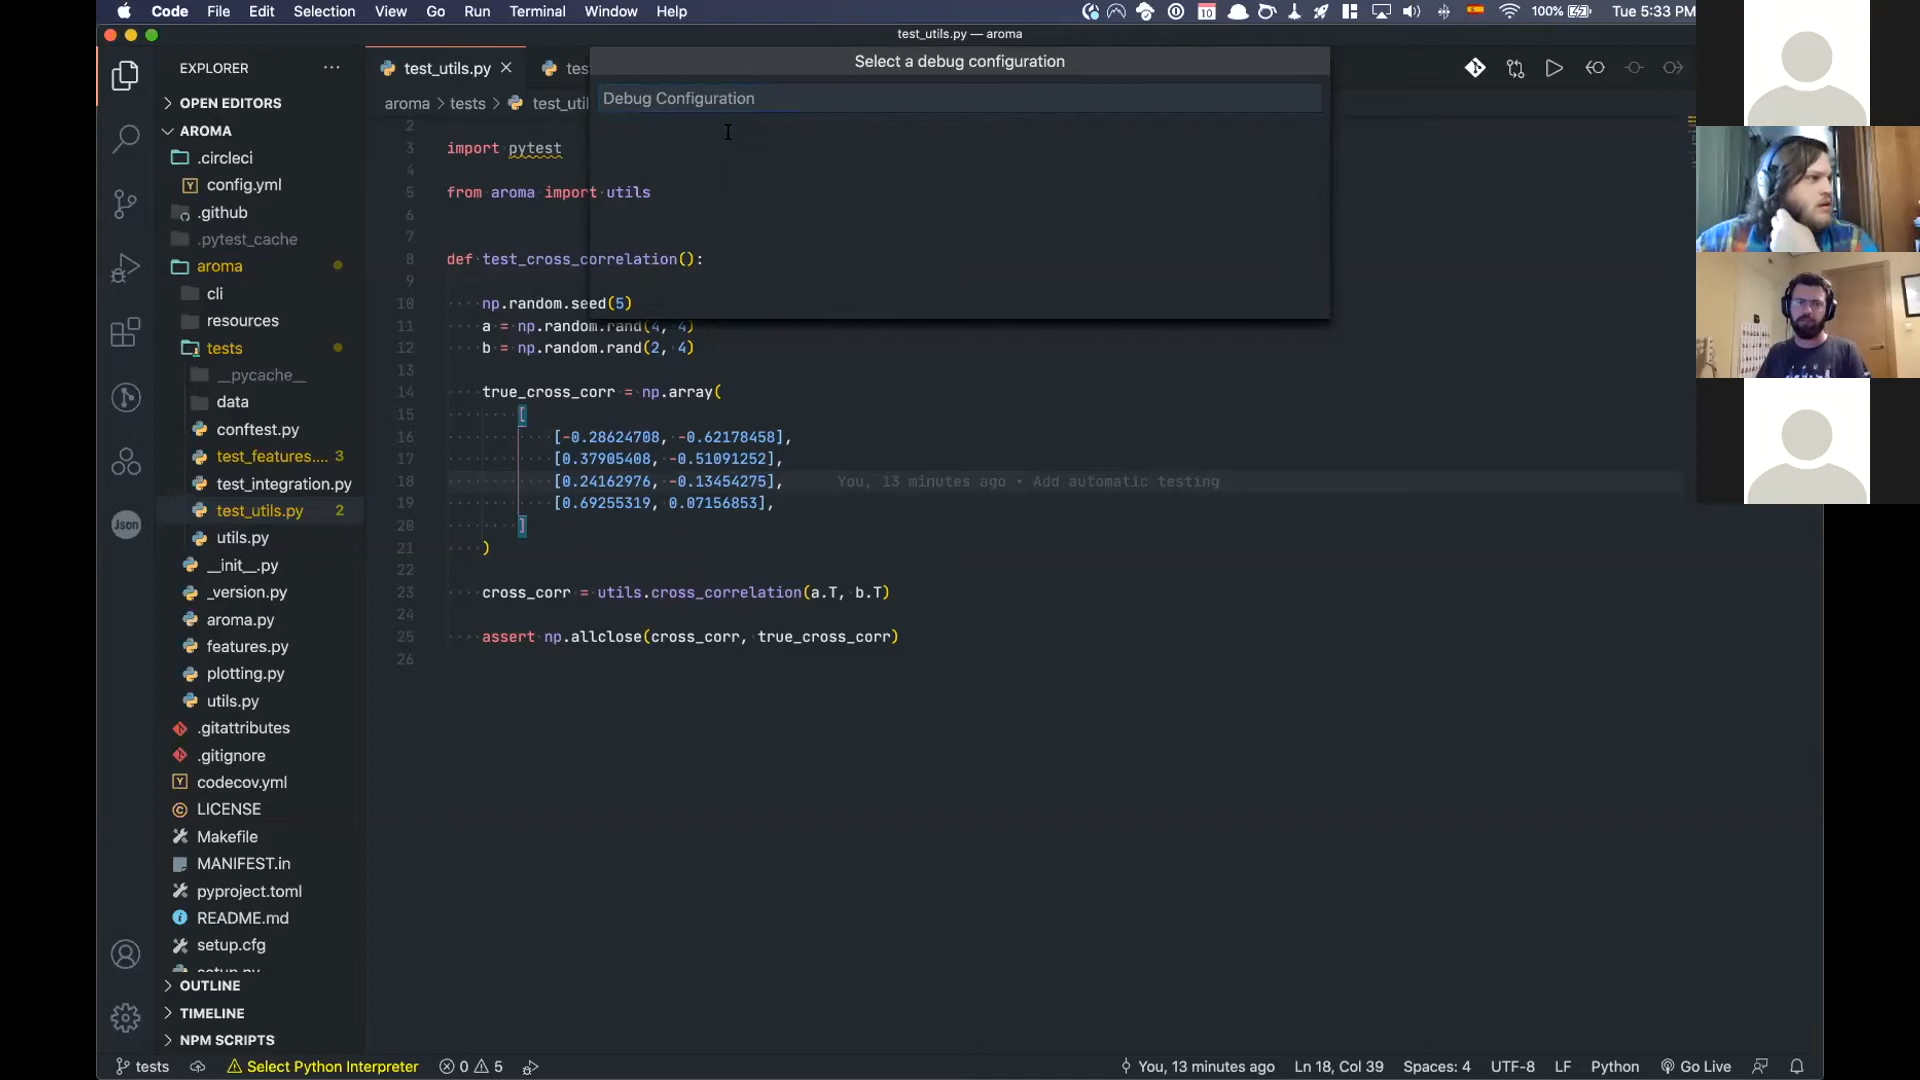 Code File Edit Selection View Go Run Terminal Window Help
10
100%
Tue 5:33 PM
test_utils.py — aroma
EXPLORER
test_utils.py
tes
Select a debug configuration
Debug Configuration
aroma > tests > test_util
OPEN EDITORS
AROMA
.circleci
config.yml
.github
.pytest_cache
aroma
cli
resources
tests
__pycache__
data
conftest.py
test_features.... 3
test_integration.py
test_utils.py 2
utils.py
__init__.py
_version.py
aroma.py
features.py
plotting.py
utils.py
.gitattributes
.gitignore
codecov.yml
LICENSE
Makefile
MANIFEST.in
pyproject.toml
README.md
setup.cfg
setup.py
OUTLINE
TIMELINE
NPM SCRIPTS
Json
2
3 import pytest
4
5 from aroma import utils
6
7
8 def test_cross_correlation():
9
10 np.random.seed(5)
11 a = np.random.rand(4, 4)
12 b = np.random.rand(2, 4)
13
14 true_cross_corr = np.array(
15 [
16 [-0.28624708, -0.62178458],
17 [0.37905408, -0.51091252],
18 [0.24162976, -0.13454275], You, 13 minutes ago • Add automatic testing
19 [0.69255319, 0.07156853],
20 ]
21 )
22
23 cross_corr = utils.cross_correlation(a.T, b.T)
24
25 assert np.allclose(cross_corr, true_cross_corr)
26
tests Select Python Interpreter 0 5 You, 13 minutes ago Ln 18, Col 39 Spaces: 4 UTF-8 LF Python Go Live